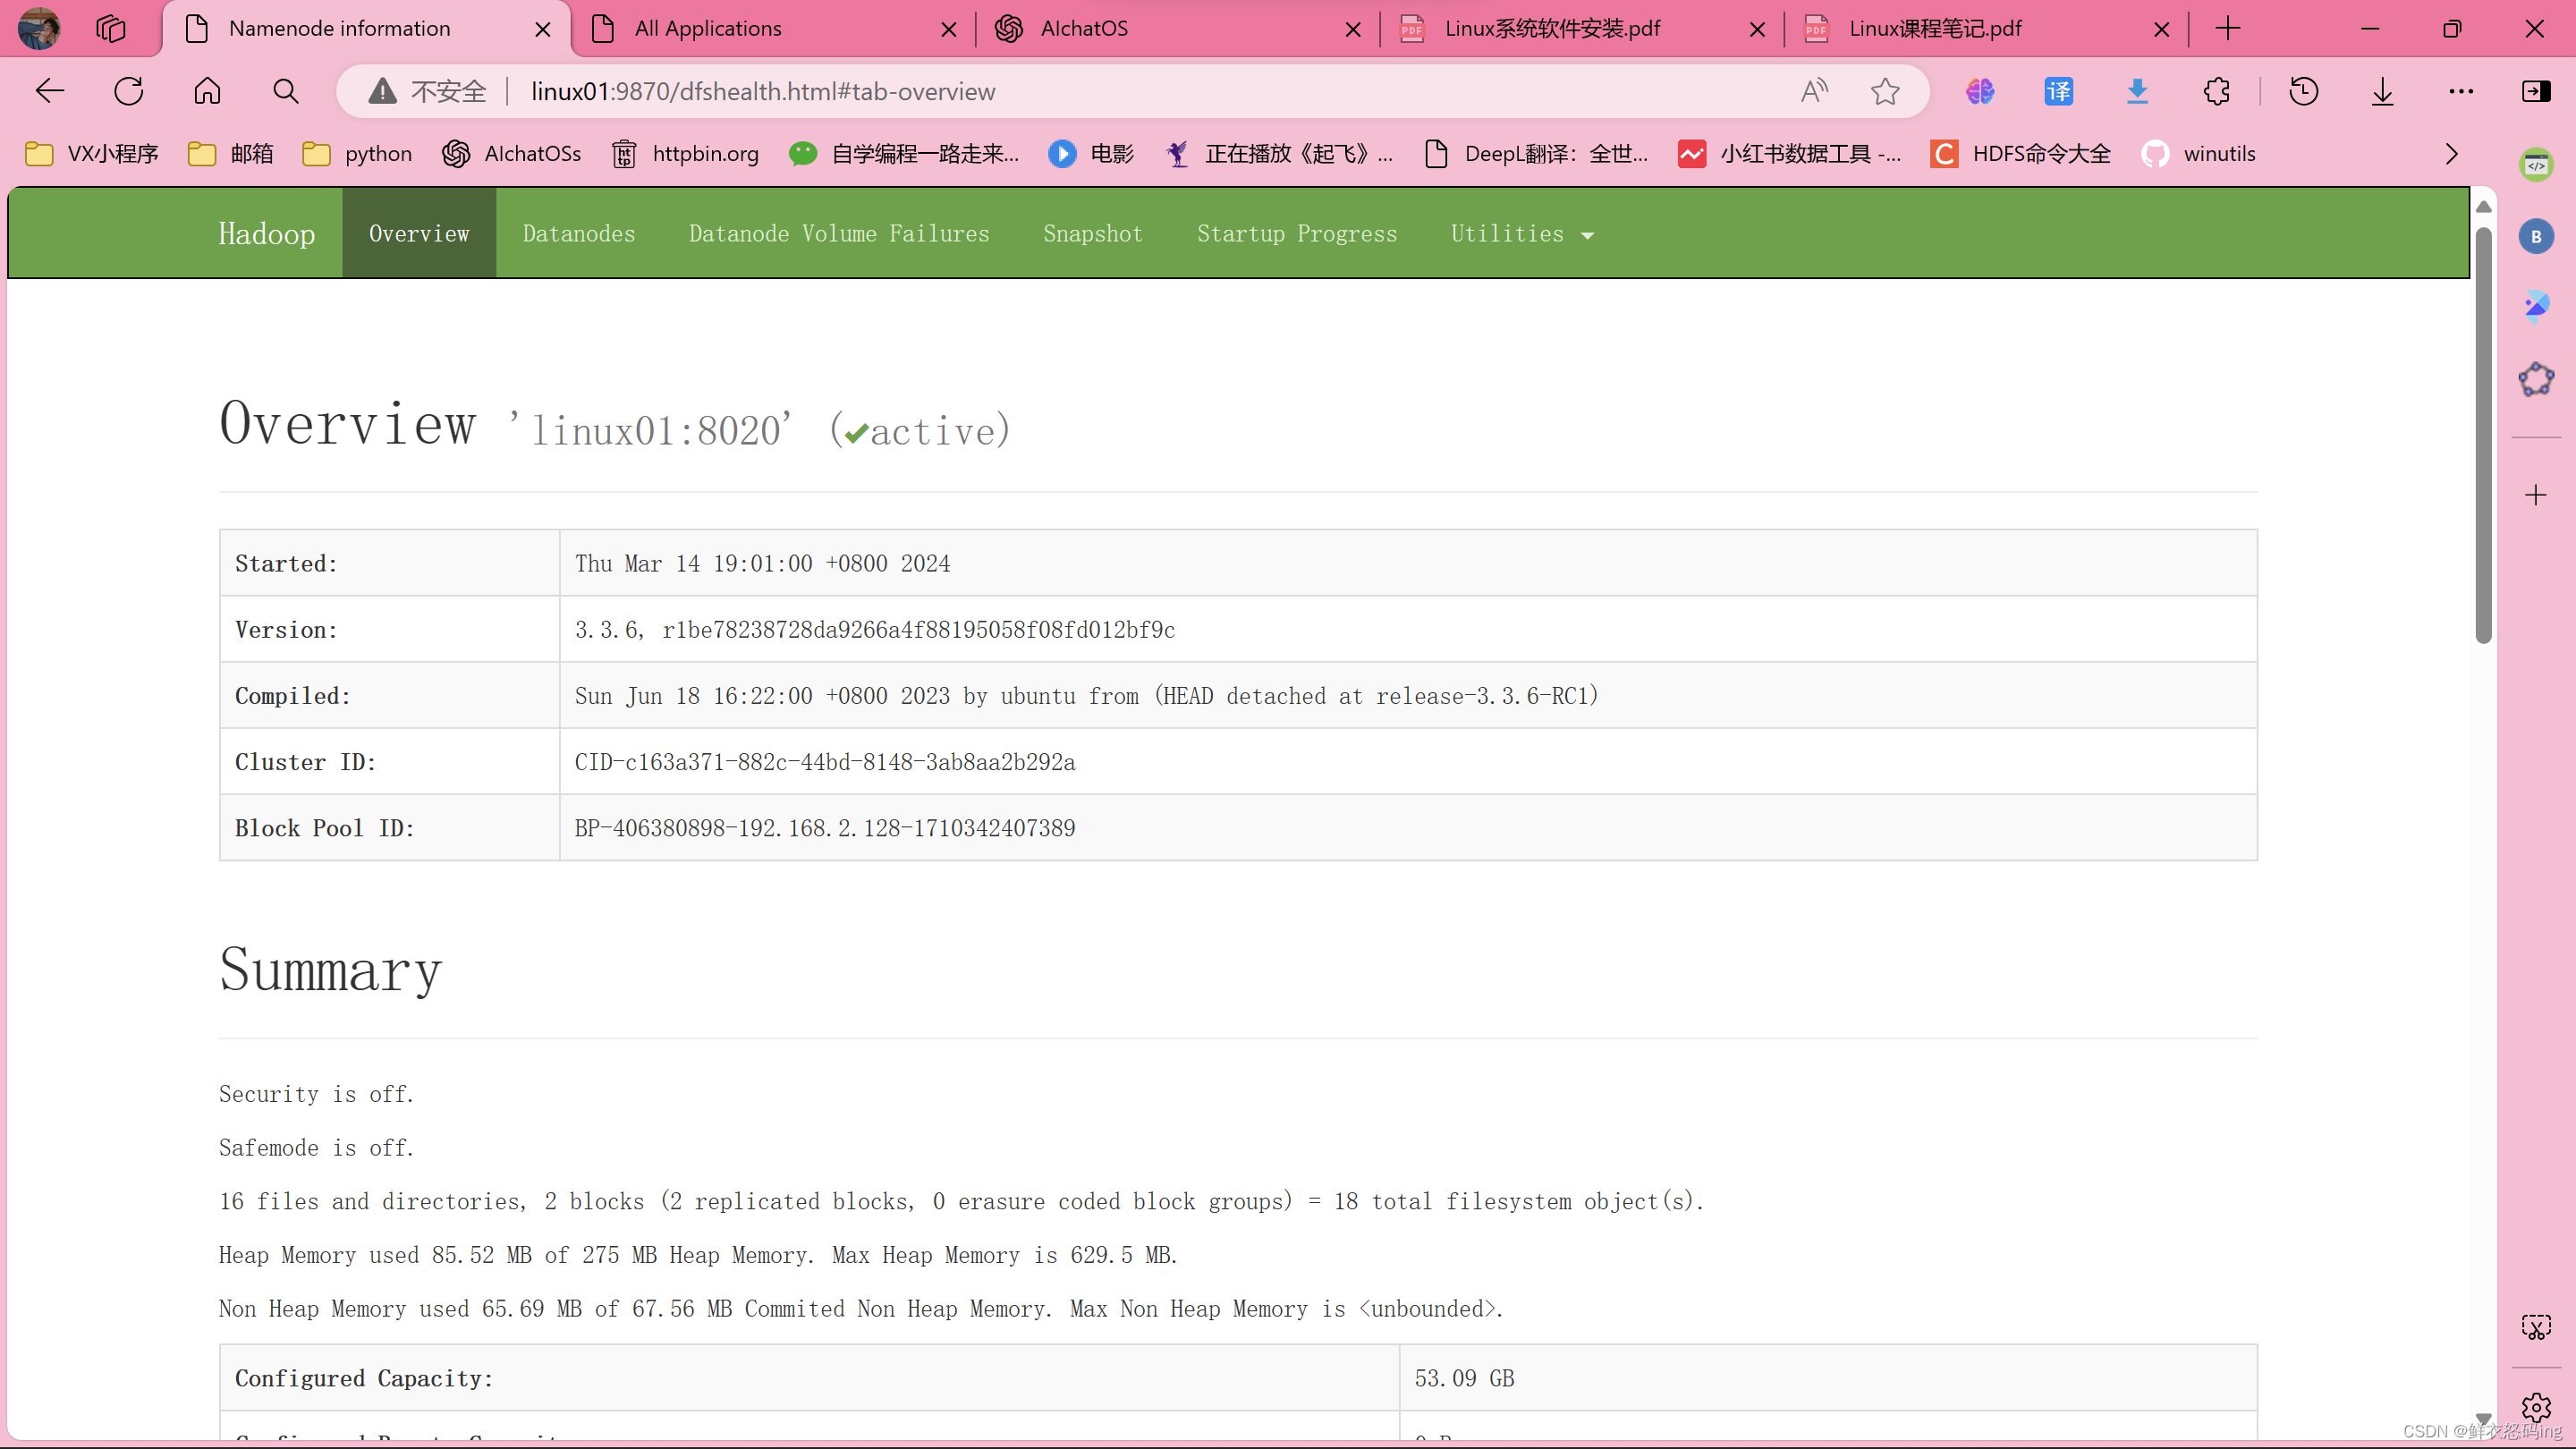 Namenode information
All Applications
AIchatOS
Linux系统软件安装.pdf
Linux课程笔记.pdf
不安全
linux01:9870/dfshealth.html#tab-overview
译
VX小程序
邮箱
python
AIchatOSs
http
httpbin.org
自学编程一路走来...
电影
正在播放《起飞》...
DeepL翻译：全世...
小红书数据工具 -...
C
HDFS命令大全
winutils
B
Hadoop
Overview
Datanodes
Datanode Volume Failures
Snapshot
Startup Progress
Utilities
Overview 'linux01:8020' (✔active)
Started: Thu Mar 14 19:01:00 +0800 2024
Version: 3.3.6, r1be78238728da9266a4f88195058f08fd012bf9c
Compiled: Sun Jun 18 16:22:00 +0800 2023 by ubuntu from (HEAD detached at release-3.3.6-RC1)
Cluster ID: CID-c163a371-882c-44bd-8148-3ab8aa2b292a
Block Pool ID: BP-406380898-192.168.2.128-1710342407389
Summary
Security is off.
Safemode is off.
16 files and directories, 2 blocks (2 replicated blocks, 0 erasure coded block groups) = 18 total filesystem object(s).
Heap Memory used 85.52 MB of 275 MB Heap Memory. Max Heap Memory is 629.5 MB.
Non Heap Memory used 65.69 MB of 67.56 MB Commited Non Heap Memory. Max Non Heap Memory is <unbounded>.
Configured Capacity: 53.09 GB
CSDN @鲜衣怒码ing